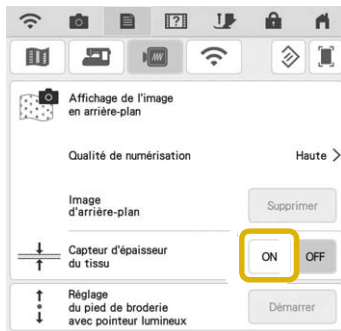 Affichage de l'image
en arrière-plan
Qualité de numérisation
Haute >
Image
d'arrière-plan
Supprimer
Capteur d'épaisseur
du tissu
ON
OFF
Réglage
du pied de broderie
avec pointeur lumineux
Démarrer